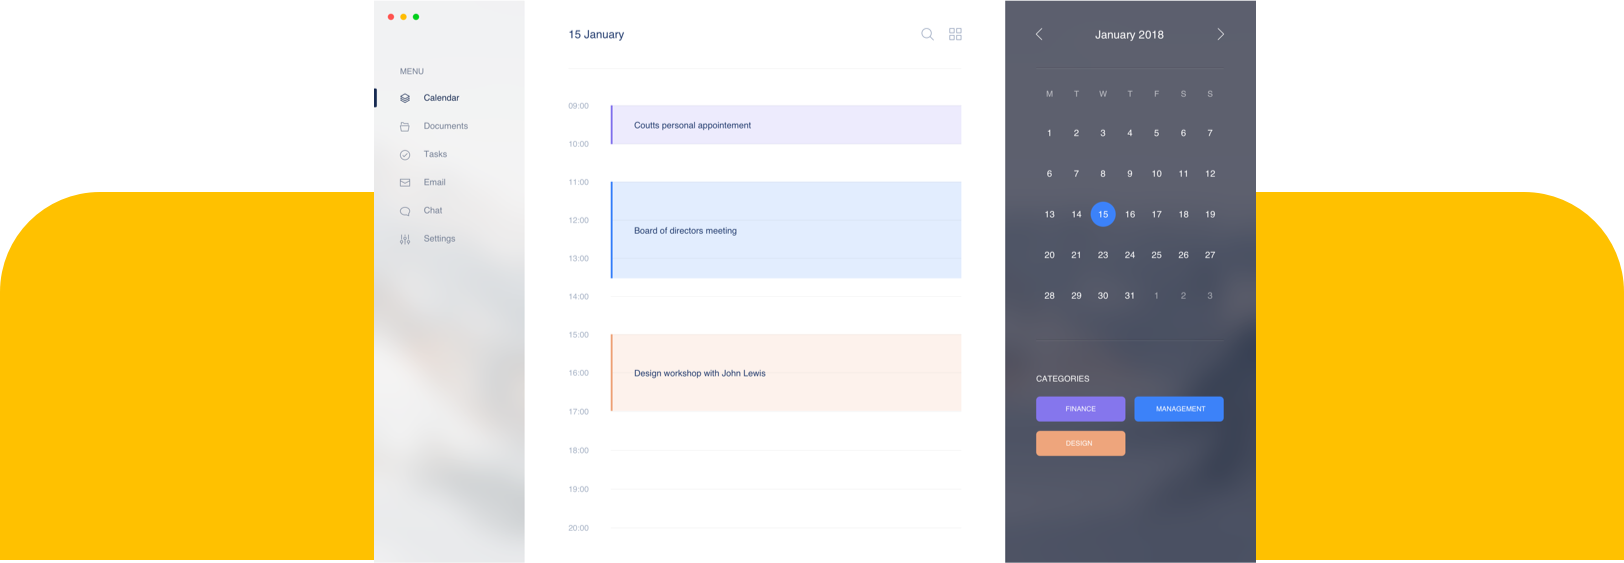 MENU
Calendar
Documents
Tasks
Email
Chat
Settings
15 January
09:00
Coutts personal appointement
10:00
11:00
12:00
Board of directors meeting
13:00
14:00
15:00
16:00
Design workshop with John Lewis
17:00
18:00
19:00
20:00
January 2018
M T W T F S S
1 2 3 4 5 6 7
6 7 8 9 10 11 12
13 14 15 16 17 18 19
20 21 23 24 25 26 27
28 29 30 31 1 2 3
CATEGORIES
FINANCE MANAGEMENT
DESIGN